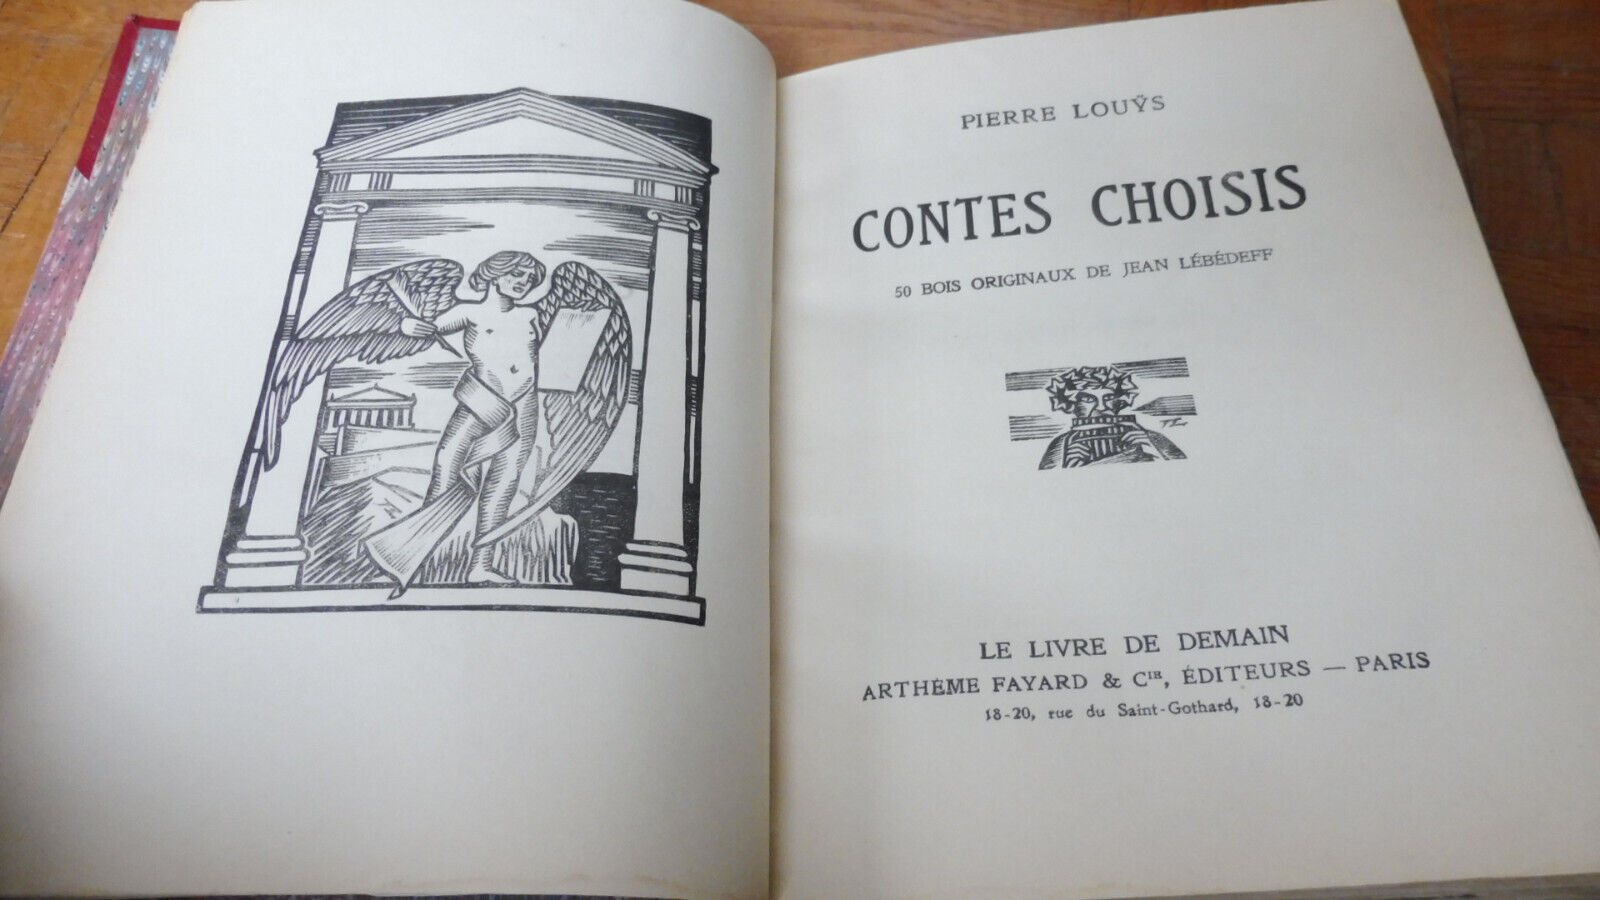 PIERRE LOUŸS
CONTES CHOISIS
50 BOIS ORIGINAUX DE JEAN LÉBÉDEFF
LE LIVRE DE DEMAIN
ARTHÈME FAYARD & CIE, ÉDITEURS — PARIS
18-20, rue du Saint-Gothard, 18-20